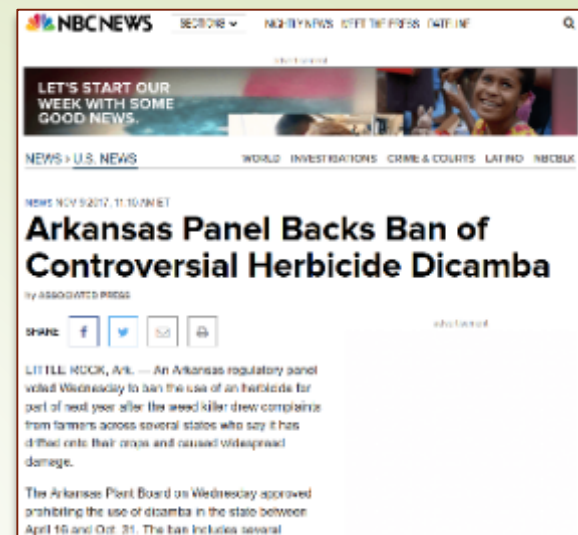 NBC NEWS SECTIONS NIGHTLY NEWS MEET THE PRESS DATELINE
advertisement
LET'S START OUR
WEEK WITH SOME
GOOD NEWS.
NEWS › U.S. NEWS WORLD INVESTIGATIONS CRIME & COURTS LATINO NBCBLK
NEWS NOV 9 2017, 11:10 AM ET
Arkansas Panel Backs Ban of
Controversial Herbicide Dicamba
by ASSOCIATED PRESS
SHARE f
advertisement
LITTLE ROCK, Ark. — An Arkansas regulatory panel
voted Wednesday to ban the use of an herbicide for
part of next year after the weed killer drew complaints
from farmers across several states who say it has
drifted onto their crops and caused widespread
damage.
The Arkansas Plant Board on Wednesday approved
prohibiting the use of dicamba in the state between
April 16 and Oct. 31. The ban includes several